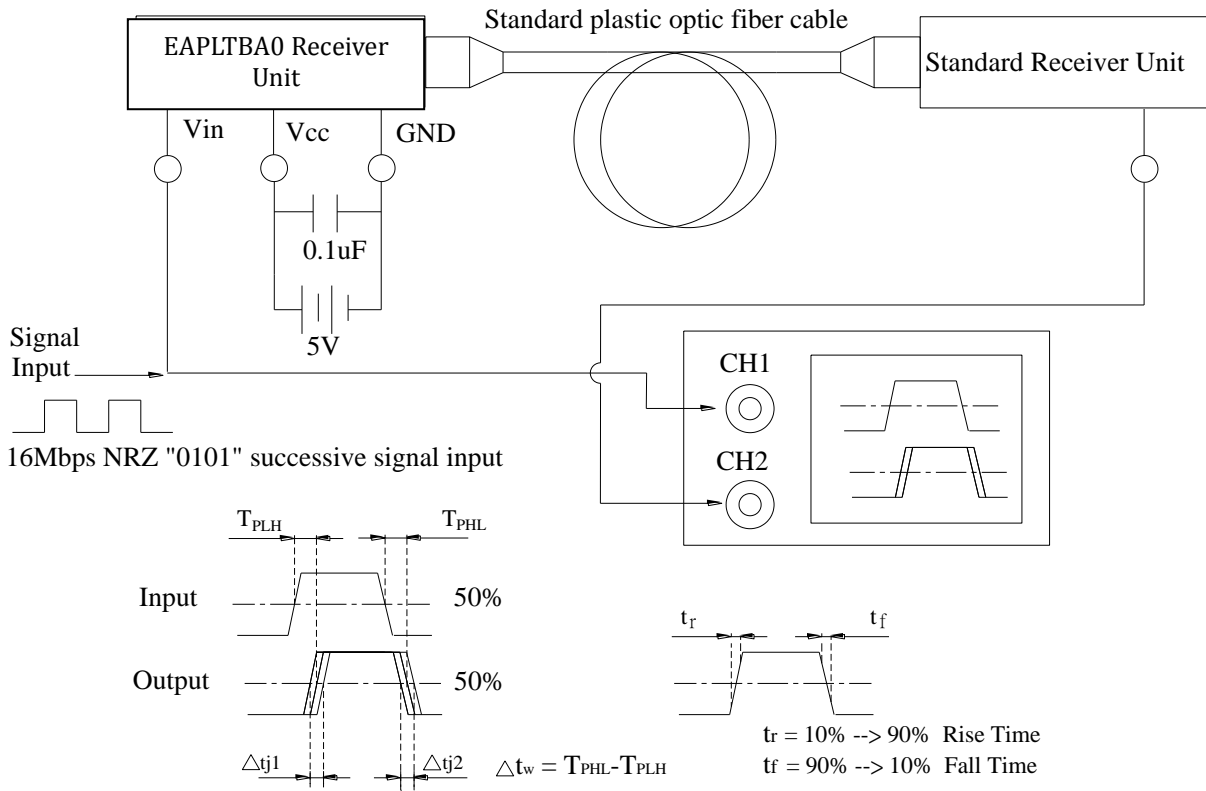 Standard plastic optic fiber cable
EAPLTBA0 Receiver
Unit
Standard Receiver Unit
Vin
Vcc
GND
0.1uF
5V
Signal
Input
16Mbps NRZ "0101" successive signal input
CH1
CH2
TPLH
TPHL
Input
50%
Output
50%
△tj1
△tj2
△tw = TPHL-TPLH
tr
tf
tr = 10% --> 90% Rise Time
tf = 90% --> 10% Fall Time